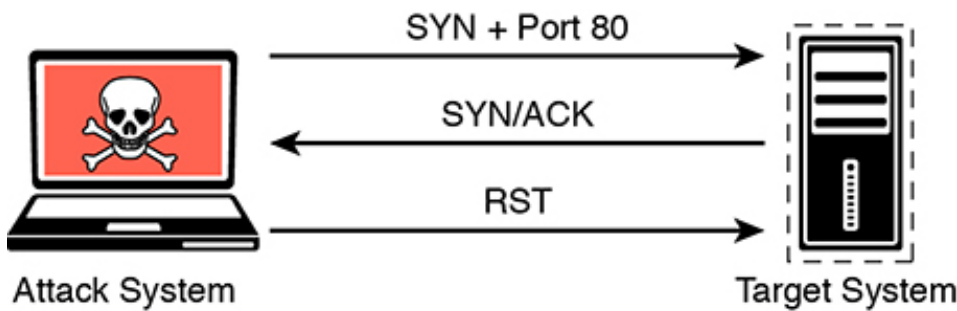 SYN + Port 80
SYN/ACK
RST
Attack System
Target System